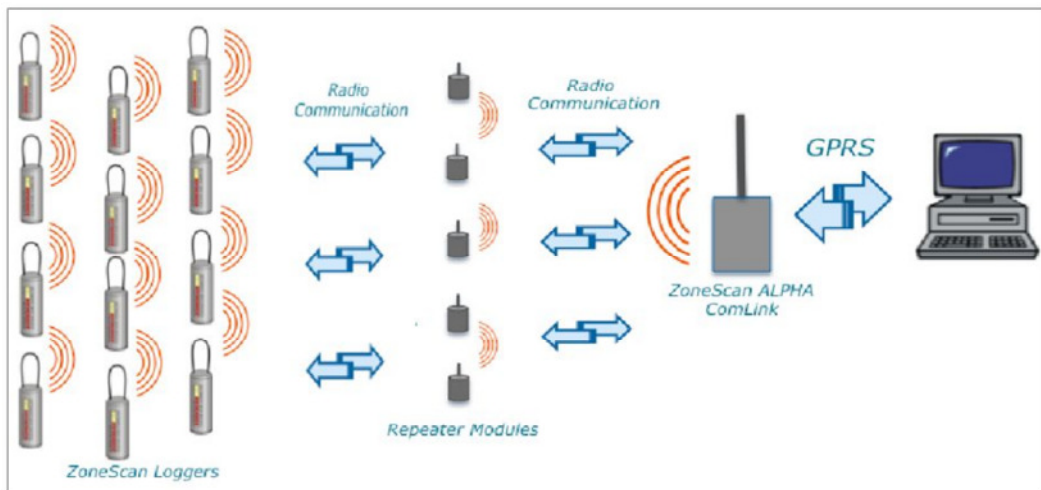 Radio
Communication
Radio
Communication
GPRS
ZoneScan ALPHA
ComLink
Repeater Modules
ZoneScan Loggers